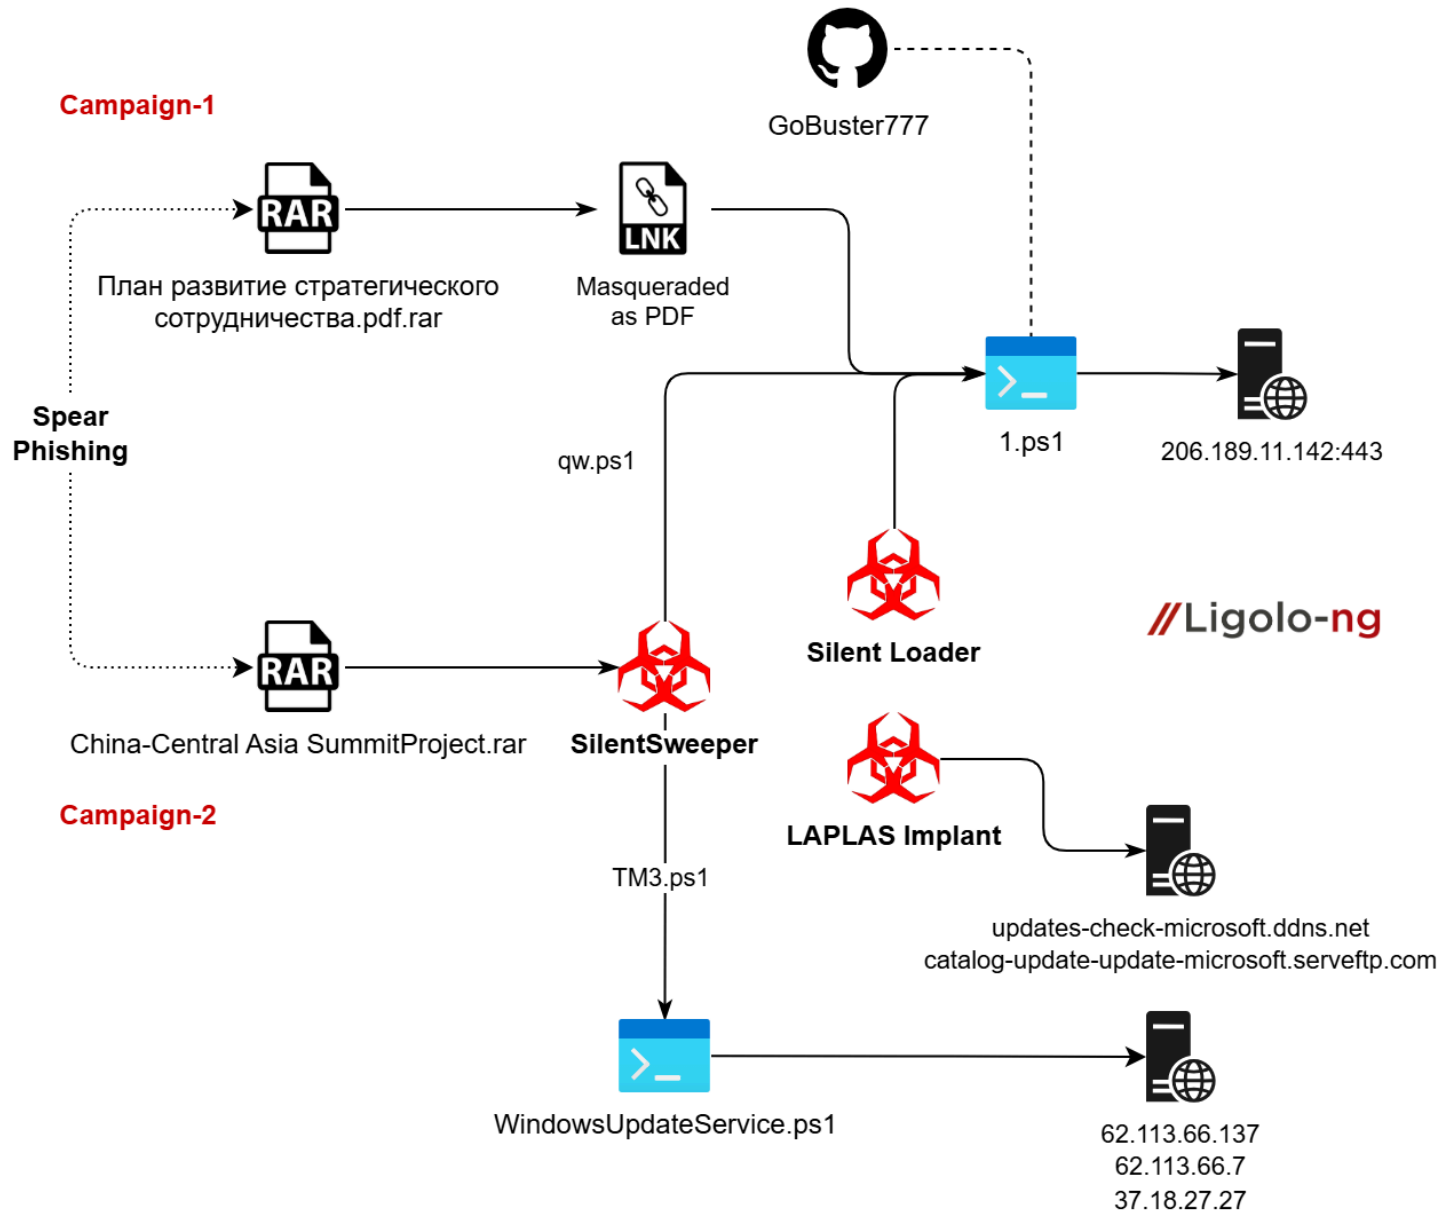 Campaign-1
GoBuster777
RAR
LNK
План развитие стратегического
сотрудничества.pdf.rar
Masqueraded
as PDF
Spear
Phishing
qw.ps1
1.ps1
206.189.11.142:443
Silent Loader
//Ligolo-ng
RAR
China-Central Asia SummitProject.rar
SilentSweeper
Campaign-2
LAPLAS Implant
TM3.ps1
updates-check-microsoft.ddns.net
catalog-update-update-microsoft.serveftp.com
WindowsUpdateService.ps1
62.113.66.137
62.113.66.7
37.18.27.27